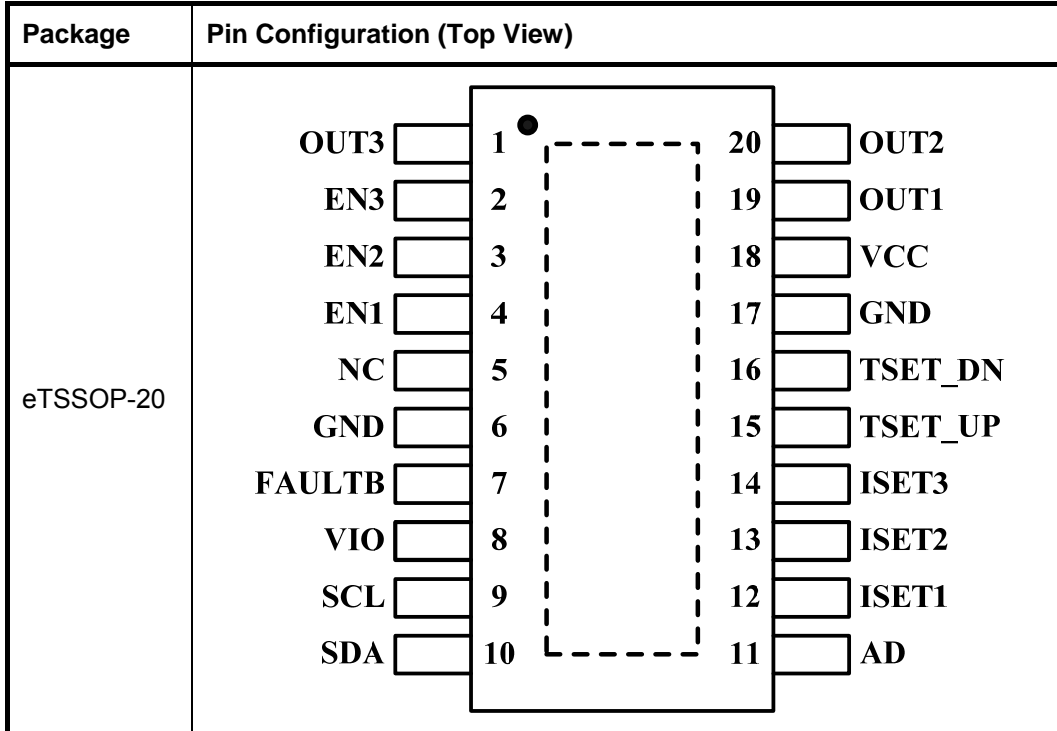 Package Pin Configuration (Top View)
eTSSOP-20
OUT3 1 20 OUT2
EN3 2 19 OUT1
EN2 3 18 VCC
EN1 4 17 GND
NC 5 16 TSET_DN
GND 6 15 TSET_UP
FAULTB 7 14 ISET3
VIO 8 13 ISET2
SCL 9 12 ISET1
SDA 10 11 AD